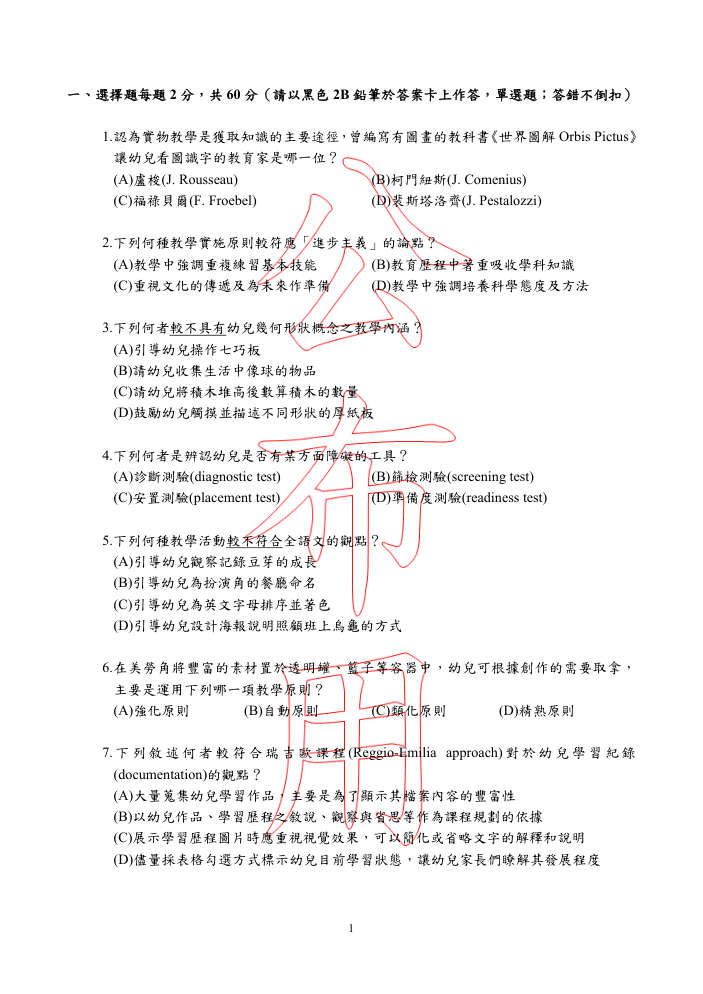 一、選擇題每題 2 分，共 60 分（請以黑色 2B 鉛筆於答案卡上作答，單選題；答錯不倒扣）
1.認為實物教學是獲取知識的主要途徑，曾編寫有圖畫的教科書《世界圖解 Orbis Pictus》
讓幼兒看圖識字的教育家是哪一位？
(A)盧梭(J. Rousseau) (B)柯門紐斯(J. Comenius)
(C)福祿貝爾(F. Froebel) (D)裴斯塔洛齊(J. Pestalozzi)
2.下列何種教學實施原則較符應「進步主義」的論點？
(A)教學中強調重複練習基本技能 (B)教育歷程中著重吸收學科知識
(C)重視文化的傳遞及為未來作準備 (D)教學中強調培養科學態度及方法
3.下列何者較不具有幼兒幾何形狀概念之教學內涵？
(A)引導幼兒操作七巧板
(B)請幼兒收集生活中像球的物品
(C)請幼兒將積木堆高後數算積木的數量
(D)鼓勵幼兒觸摸並描述不同形狀的厚紙板
4.下列何者是辨認幼兒是否有某方面障礙的工具？
(A)診斷測驗(diagnostic test) (B)篩檢測驗(screening test)
(C)安置測驗(placement test) (D)準備度測驗(readiness test)
5.下列何種教學活動較不符合全語文的觀點？
(A)引導幼兒觀察記錄豆芽的成長
(B)引導幼兒為扮演角的餐廳命名
(C)引導幼兒為英文字母排序並著色
(D)引導幼兒設計海報說明照顧班上烏龜的方式
6.在美勞角將豐富的素材置於透明罐、籃子等容器中，幼兒可根據創作的需要取拿，
主要是運用下列哪一項教學原則？
(A)強化原則 (B)自動原則 (C)類化原則 (D)精熟原則
7.下列敘述何者較符合瑞吉歐課程(Reggio-Emilia approach)對於幼兒學習紀錄
(documentation)的觀點？
(A)大量蒐集幼兒學習作品，主要是為了顯示其檔案內容的豐富性
(B)以幼兒作品、學習歷程之敘說、觀察與省思等作為課程規劃的依據
(C)展示學習歷程圖片時應重視視覺效果，可以簡化或省略文字的解釋和說明
(D)儘量採表格勾選方式標示幼兒目前學習狀態，讓幼兒家長們瞭解其發展程度
公布用
1